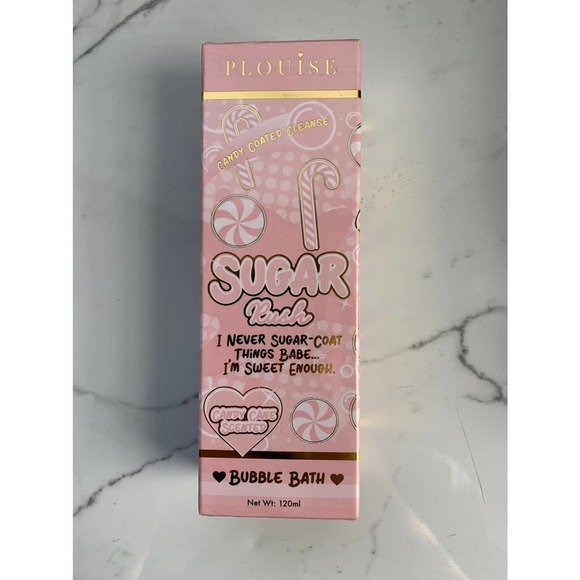 PLOUISE
CANDY COATED CLEANSE
SUGAR
Rush
I NEVER SUGAR-COAT
THINGS BABE...
I'M SWEET ENOUGH.
CANDY CANE
SCENTED
BUBBLE BATH
Net Wt: 120ml